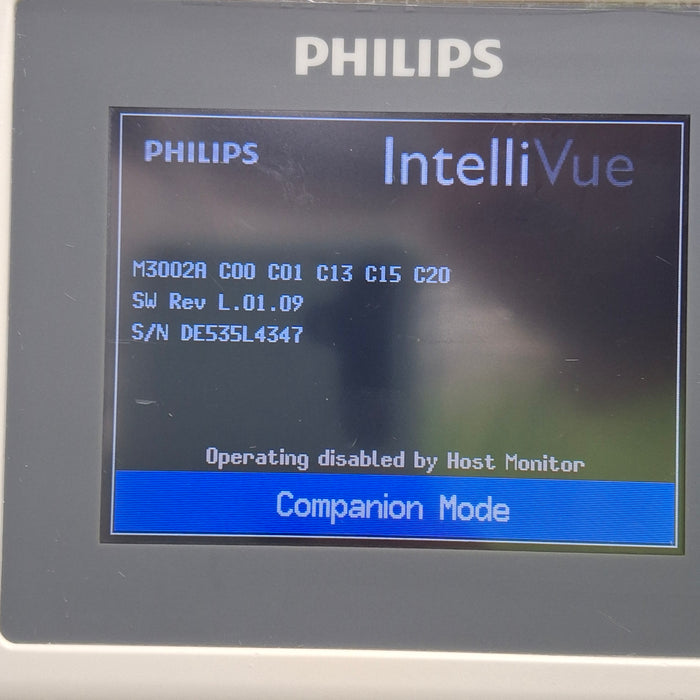 PHILIPS
PHILIPS IntelliVue
M3002A C00 C01 C13 C15 C20
SW Rev L.01.09
S/N DE535L4347
Operating disabled by Host Monitor
Companion Mode